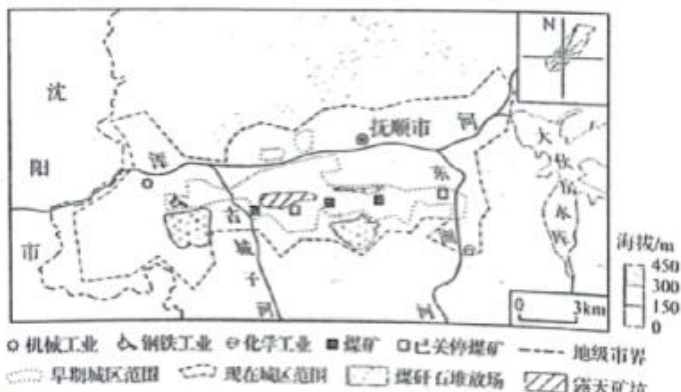 N
沈
阳
市
抚顺市
浑
河
古
城
子
河
东
洲
河
大
伙
房
水
库
海拔/m
450
300
150
0
0 3km
机械工业 钢铁工业 化学工业 煤矿 已关停煤矿 地级市界
早期城区范围 现在城区范围 煤矸石堆放场 露天矿坑